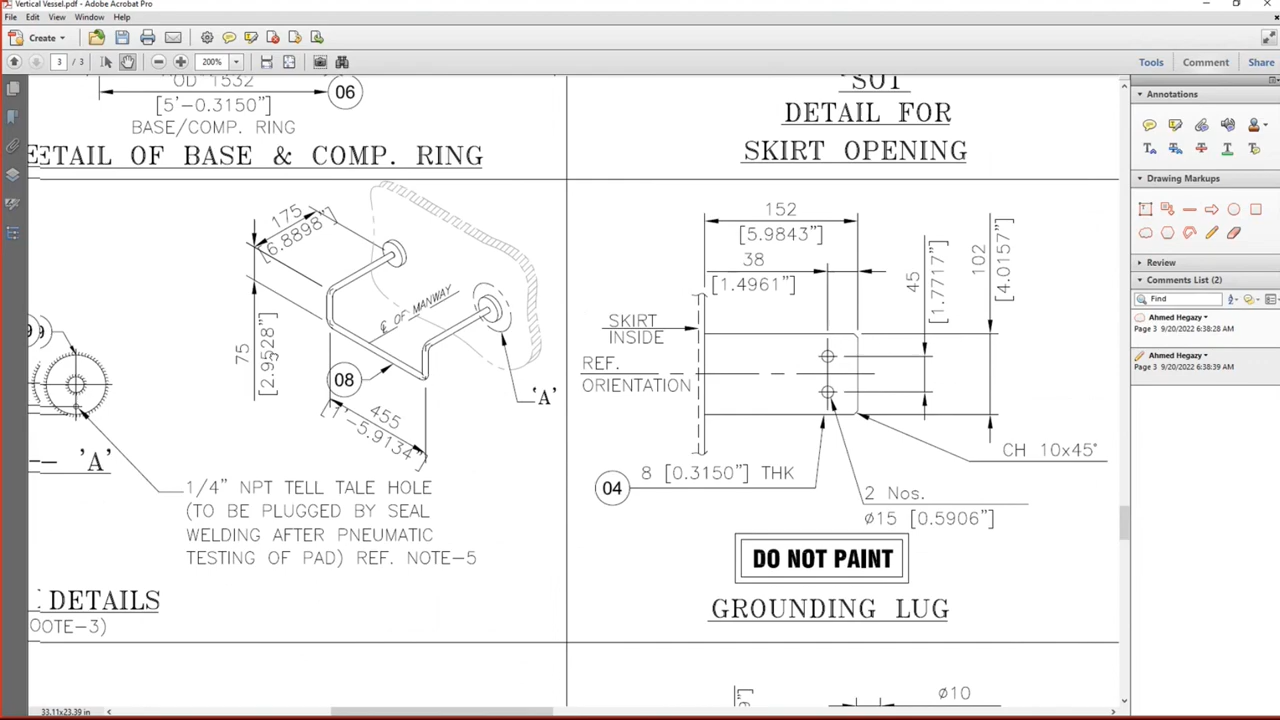 Vertical Vessel.pdf - Adobe Acrobat Pro
File Edit View Window Help
Create
3 / 3 200% Tools Comment Share
OD 1532
[5'-0.3150"]
06
BASE/COMP. RING
DETAIL OF BASE & COMP. RING
DETAIL FOR
SKIRT OPENING
175
[6.8898"]
75
[2.9528"]
℄ OF MANWAY
08
455
[1'-5.9134"]
'A'
'A'
1/4" NPT TELL TALE HOLE
(TO BE PLUGGED BY SEAL
WELDING AFTER PNEUMATIC
TESTING OF PAD) REF. NOTE-5
DETAILS
152
[5.9843"]
38
[1.4961"]
45
[1.7717"]
102
[4.0157"]
SKIRT
INSIDE
REF.
ORIENTATION
CH 10x45°
04
8 [0.3150"] THK
2 Nos.
ø15 [0.5906"]
DO NOT PAINT
GROUNDING LUG
ø10
Annotations
Drawing Markups
Review
Comments List (2)
Find
Ahmed Hegazy
Page 3 9/20/2022 6:38:28 AM
Ahmed Hegazy
Page 3 9/20/2022 6:38:39 AM
33.11x23.39 in